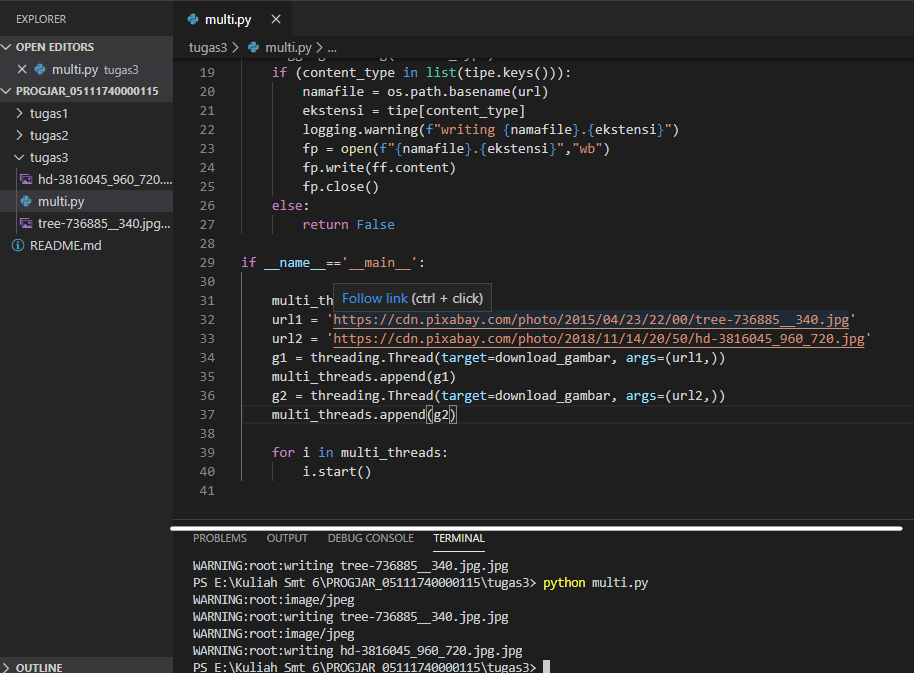 EXPLORER
OPEN EDITORS
multi.py tugas3
PROGJAR_05111740000115
tugas1
tugas2
tugas3
hd-3816045_960_720....
multi.py
tree-736885__340.jpg...
README.md
OUTLINE
multi.py
tugas3 > multi.py > ...
19 if (content_type in list(tipe.keys())):
20 namafile = os.path.basename(url)
21 ekstensi = tipe[content_type]
22 logging.warning(f"writing {namafile}.{ekstensi}")
23 fp = open(f"{namafile}.{ekstensi}","wb")
24 fp.write(ff.content)
25 fp.close()
26 else:
27 return False
28
29 if __name__=='__main__':
30
31 multi_th
Follow link (ctrl + click)
32 url1 = 'https://cdn.pixabay.com/photo/2015/04/23/22/00/tree-736885__340.jpg'
33 url2 = 'https://cdn.pixabay.com/photo/2018/11/14/20/50/hd-3816045_960_720.jpg'
34 g1 = threading.Thread(target=download_gambar, args=(url1,))
35 multi_threads.append(g1)
36 g2 = threading.Thread(target=download_gambar, args=(url2,))
37 multi_threads.append(g2)
38
39 for i in multi_threads:
40 i.start()
41
PROBLEMS OUTPUT DEBUG CONSOLE TERMINAL
WARNING:root:writing tree-736885__340.jpg.jpg
PS E:\Kuliah Smt 6\PROGJAR_05111740000115\tugas3> python multi.py
WARNING:root:image/jpeg
WARNING:root:writing tree-736885__340.jpg.jpg
WARNING:root:image/jpeg
WARNING:root:writing hd-3816045_960_720.jpg.jpg
PS E:\Kuliah Smt 6\PROGJAR_05111740000115\tugas3>